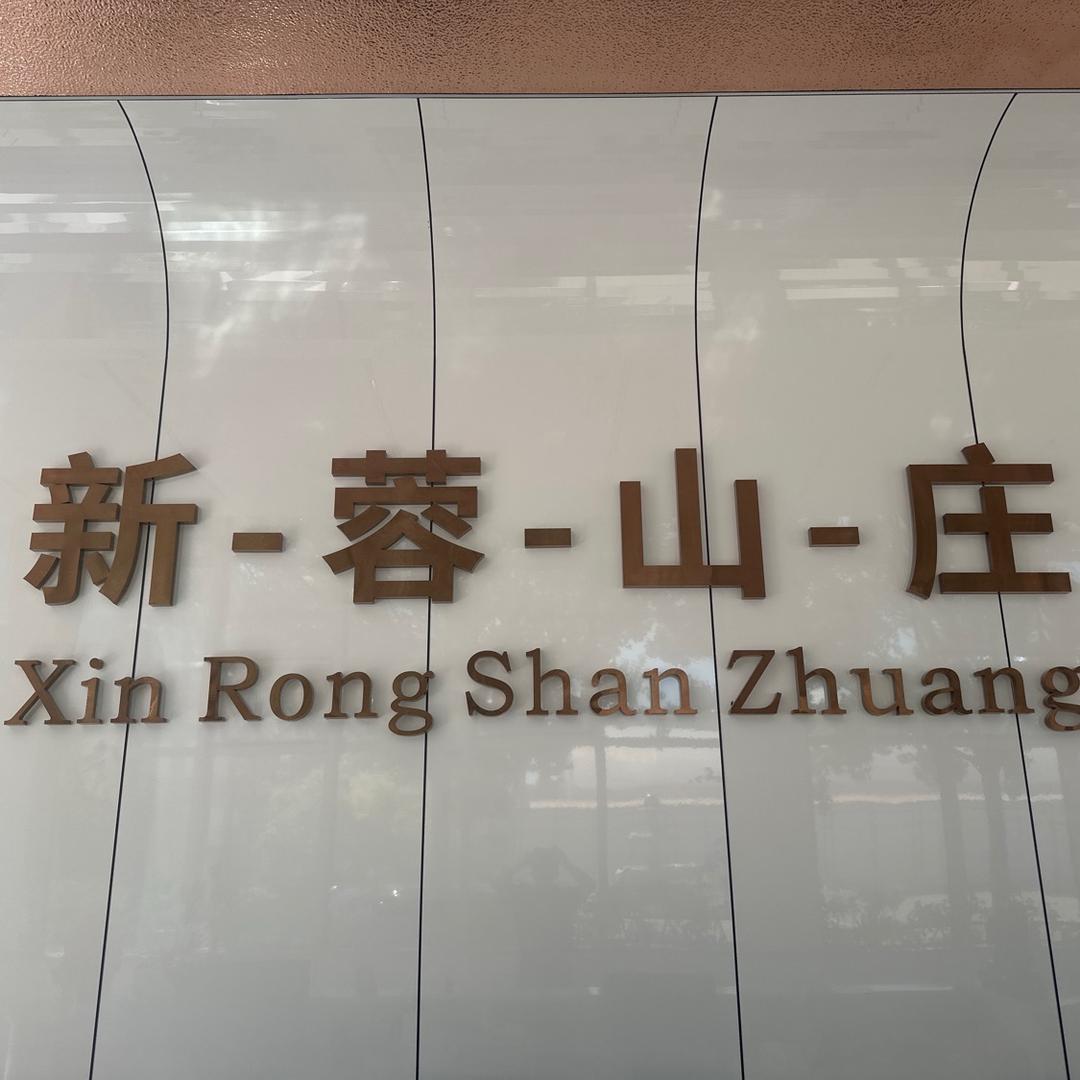 新-蓉-山-庄
Xin Rong Shan Zhuang